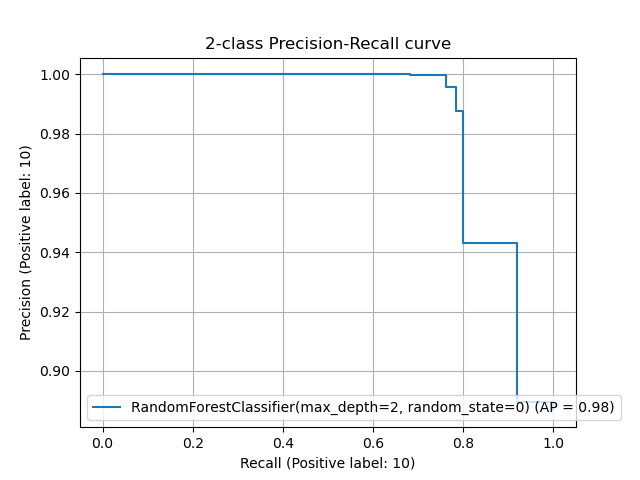 2-class Precision-Recall curve
1.00
0.98
0.96
0.94
0.92
0.90
Precision (Positive label: 10)
RandomForestClassifier(max_depth=2, random_state=0) (AP = 0.98)
0.0 0.2 0.4 0.6 0.8 1.0
Recall (Positive label: 10)